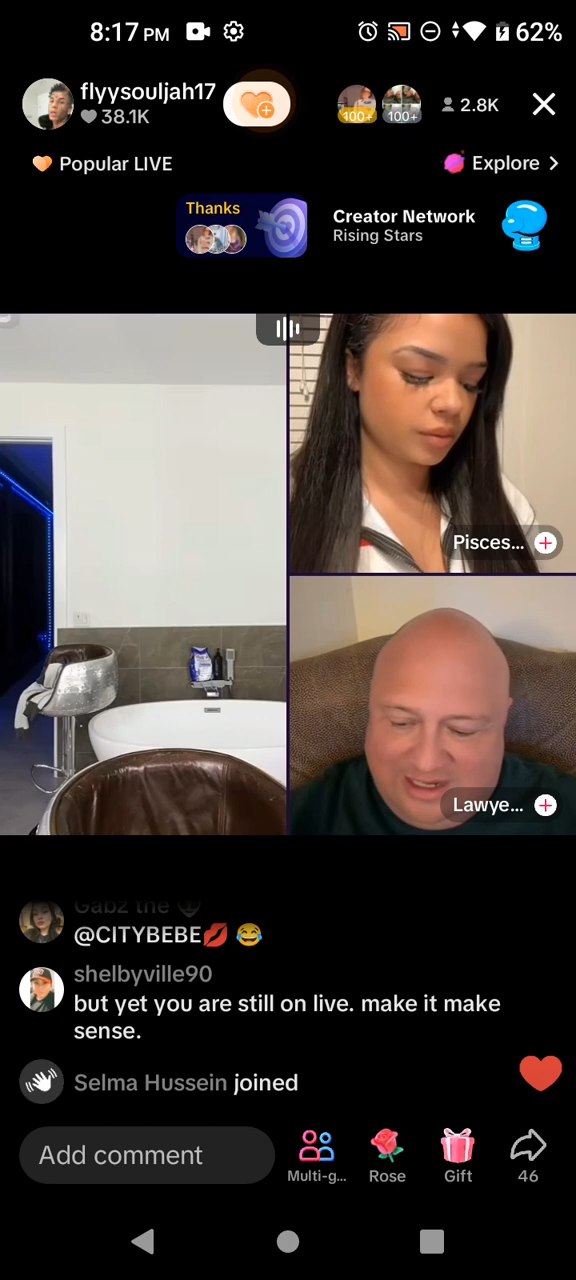 8:17 PM
62%
flyysouljah17
38.1K
100+
100+
2.8K
Popular LIVE
Explore >
Thanks
Creator Network
Rising Stars
Pisces...
Lawye...
Gabz the
@CITYBEBE💋 😂
shelbyville90
but yet you are still on live. make it make
sense.
Selma Hussein joined
Add comment
Multi-g...
Rose
Gift
46